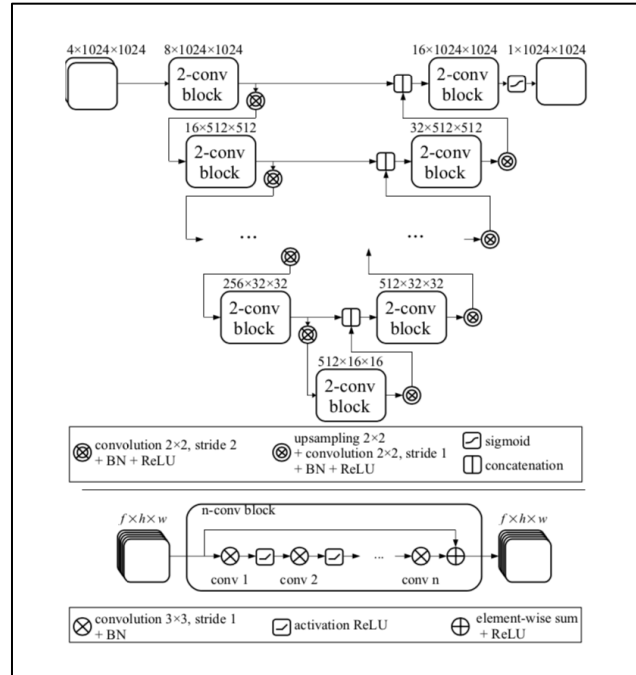 4×1024×1024
8×1024×1024
16×1024×1024
1×1024×1024
2-conv
block
2-conv
block
16×512×512
32×512×512
2-conv
block
2-conv
block
...
...
256×32×32
512×32×32
2-conv
block
2-conv
block
512×16×16
2-conv
block
convolution 2×2, stride 2
+ BN + ReLU
upsampling 2×2
+ convolution 2×2, stride 1
+ BN + ReLU
sigmoid
concatenation
n-conv block
f×h×w
f×h×w
...
conv 1
conv 2
conv n
convolution 3×3, stride 1
+ BN
activation ReLU
element-wise sum
+ ReLU